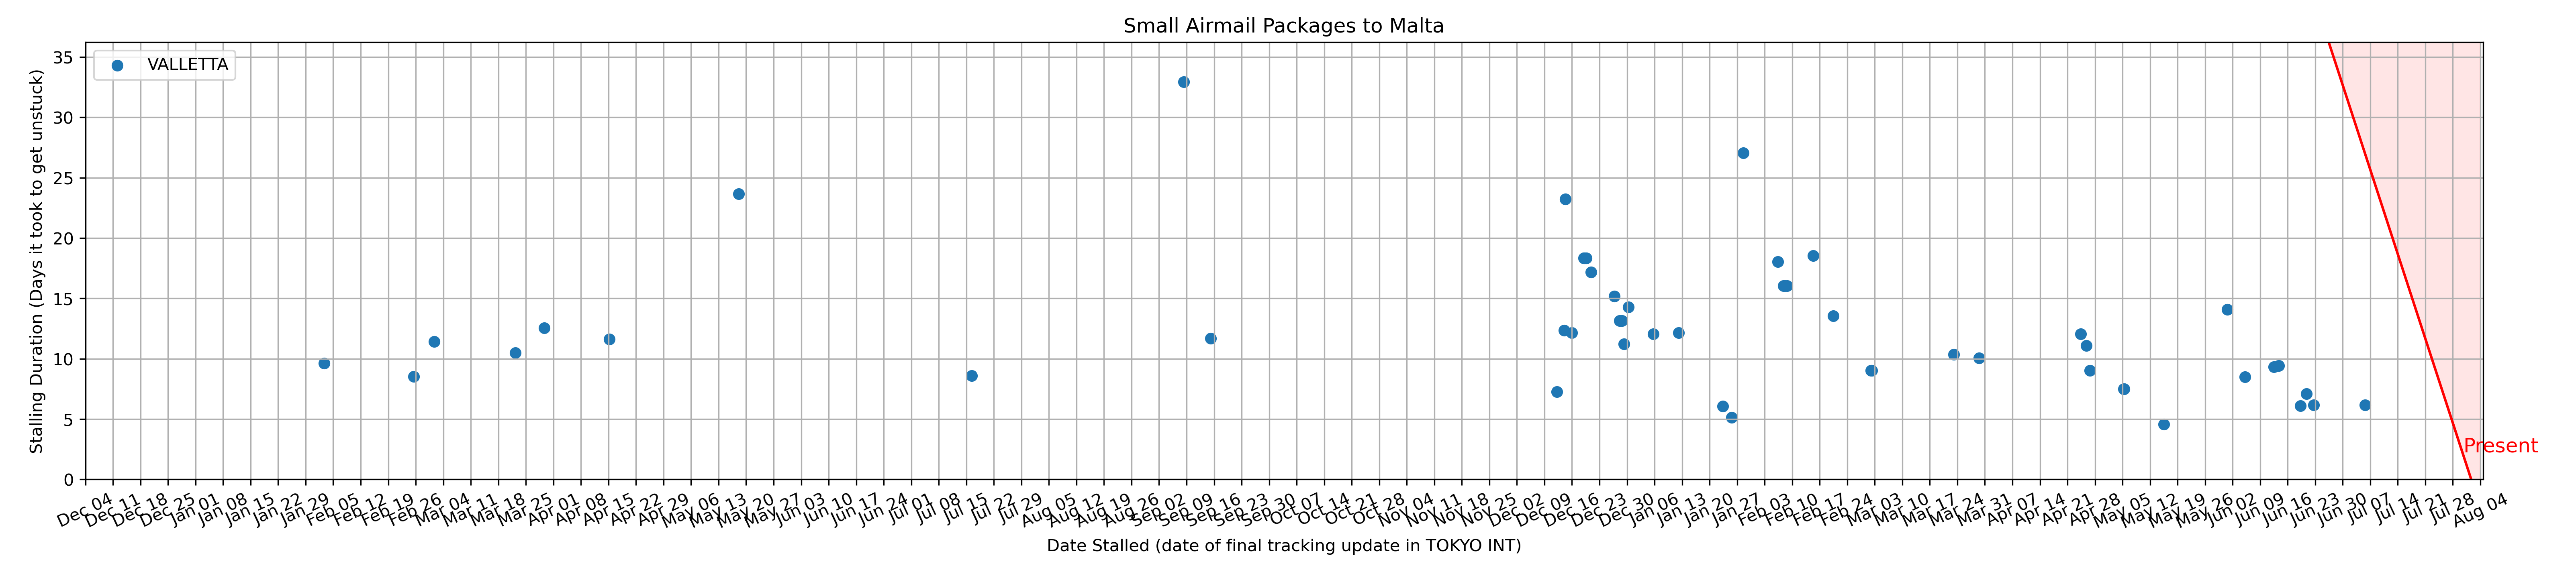 Small Airmail Packages to Malta
Stalling Duration (Days it took to get unstuck)
35
30
25
20
15
10
5
0
VALLETTA
Present
Dec 04
Dec 11
Dec 18
Dec 25
Jan 01
Jan 08
Jan 15
Jan 22
Jan 29
Feb 05
Feb 12
Feb 19
Feb 26
Mar 04
Mar 11
Mar 18
Mar 25
Apr 01
Apr 08
Apr 15
Apr 22
Apr 29
May 06
May 13
May 20
May 27
Jun 03
Jun 10
Jun 17
Jun 24
Jul 01
Jul 08
Jul 15
Jul 22
Jul 29
Aug 05
Aug 12
Aug 19
Aug 26
Sep 02
Sep 09
Sep 16
Sep 23
Sep 30
Oct 07
Oct 14
Oct 21
Oct 28
Nov 04
Nov 11
Nov 18
Nov 25
Dec 02
Dec 09
Dec 16
Dec 23
Dec 30
Jan 06
Jan 13
Jan 20
Jan 27
Feb 03
Feb 10
Feb 17
Feb 24
Mar 03
Mar 10
Mar 17
Mar 24
Mar 31
Apr 07
Apr 14
Apr 21
Apr 28
May 05
May 12
May 19
May 26
Jun 02
Jun 09
Jun 16
Jun 23
Jun 30
Jul 07
Jul 14
Jul 21
Jul 28
Aug 04
Date Stalled (date of final tracking update in TOKYO INT)